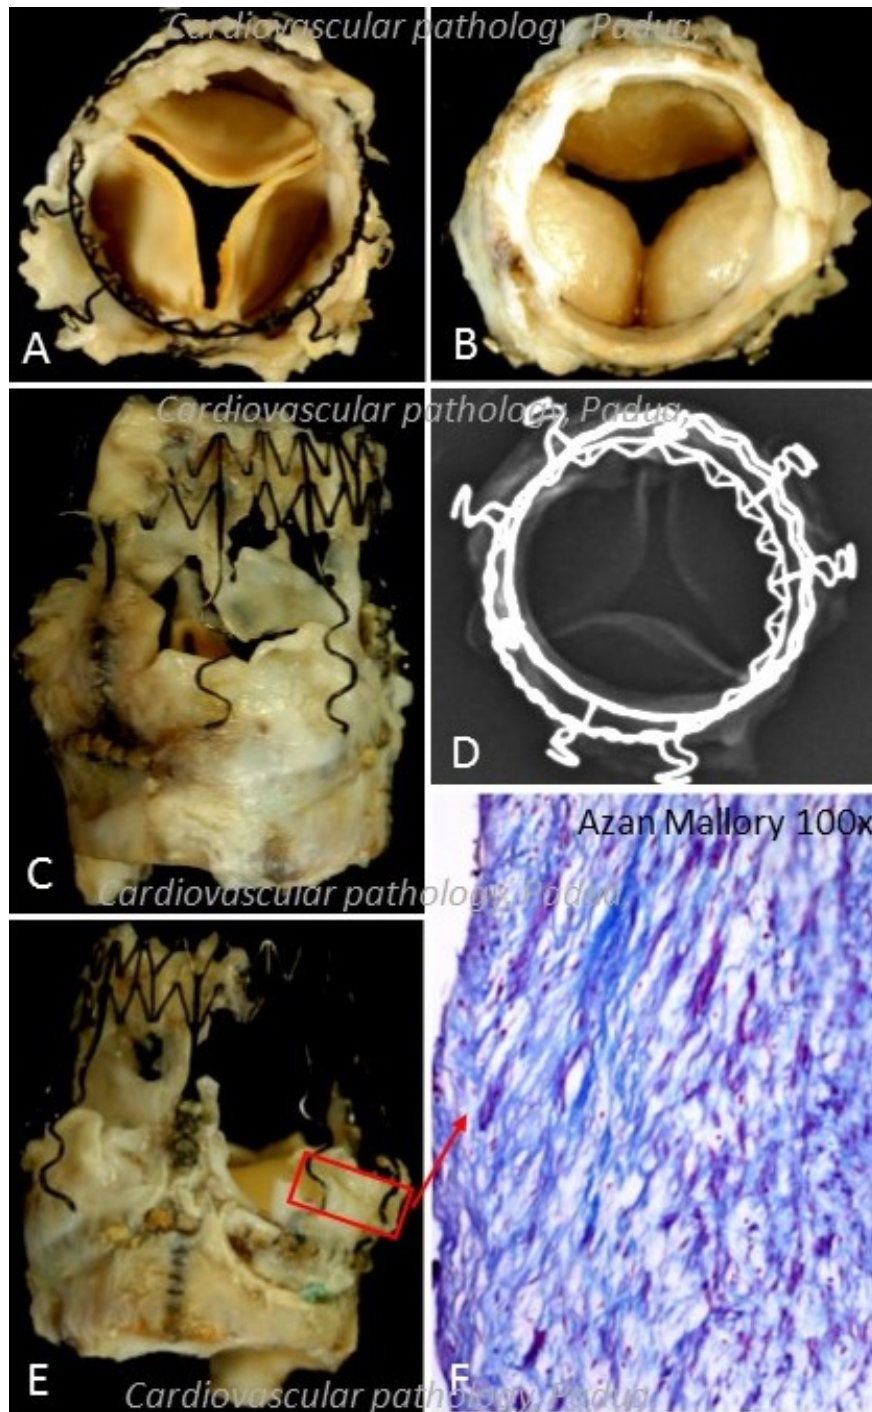 Cardiovascular pathology, Padua,
A
B
Cardiovascular pathology, Padua,
C
D
Azan Mallory 100x
Cardiovascular pathology, Padua
E
F
Cardiovascular pathology, Padua